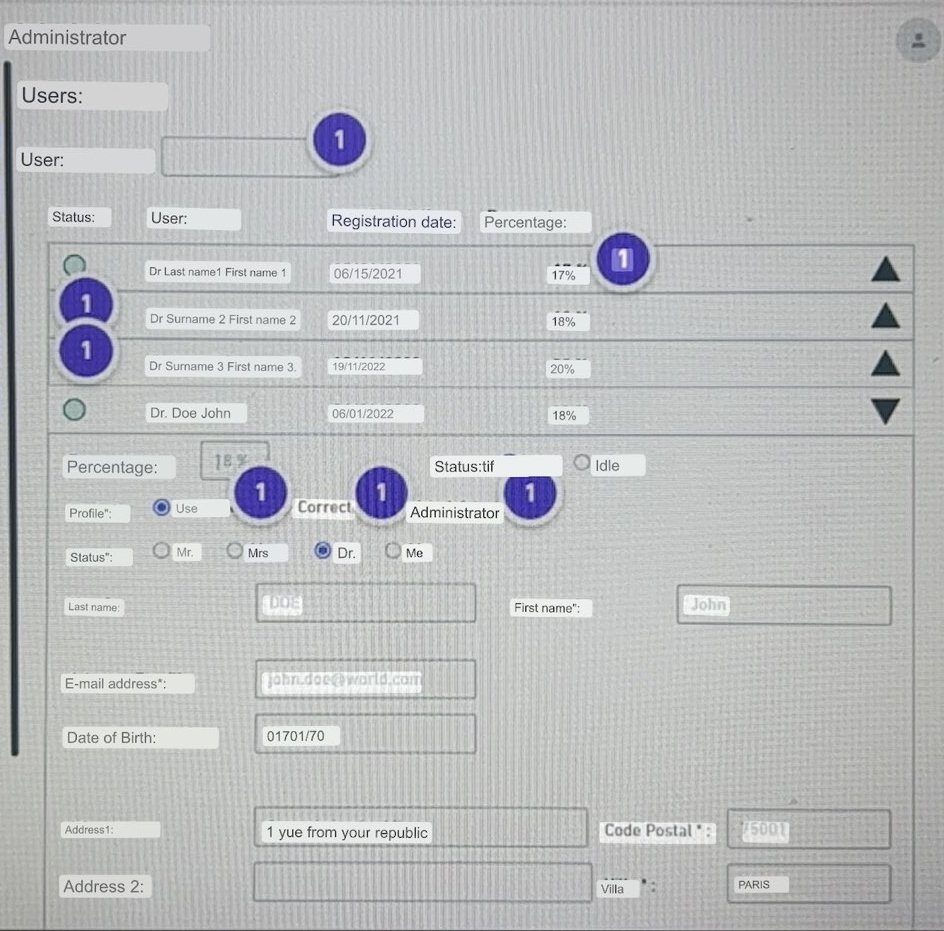 Administrator
Users:
User:
1
Status: User: Registration date: Percentage:
Dr Last name1 First name 1 06/15/2021 17% 1
1 Dr Surname 2 First name 2 20/11/2021 18%
1 Dr Surname 3 First name 3. 19/11/2022 20%
Dr. Doe John 06/01/2022 18%
Percentage: 18 % Status:tif Idle
Profile": Use 1 Correct 1 Administrator 1
Status": Mr. Mrs Dr. Me
Last name: DOE First name": John
E-mail address*: john.doe@world.com
Date of Birth: 01701/70
Address1: 1 yue from your republic Code Postal * : 75001
Address 2: Villa * : PARIS